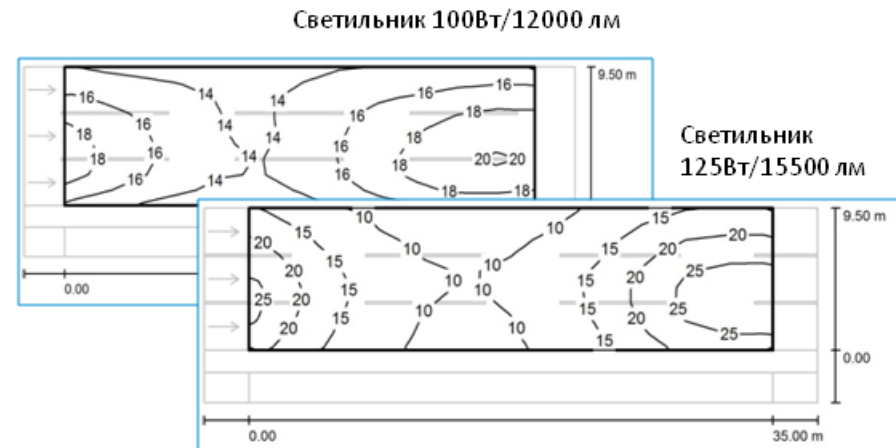 Светильник 100Вт/12000 лм
9.50 m
16 14 14 16 16
18 16 14 14 16 18 18
18 16 14 16 18 20 20
16 14 16 18 18
0.00
Светильник
125Вт/15500 лм
9.50 m
20 15 10 10 15 20
20 15 10 10 15 20 25
25 20 15 10 10 15 20 25
20 15 10 10 15 20 25
0.00
0.00 35.00 m